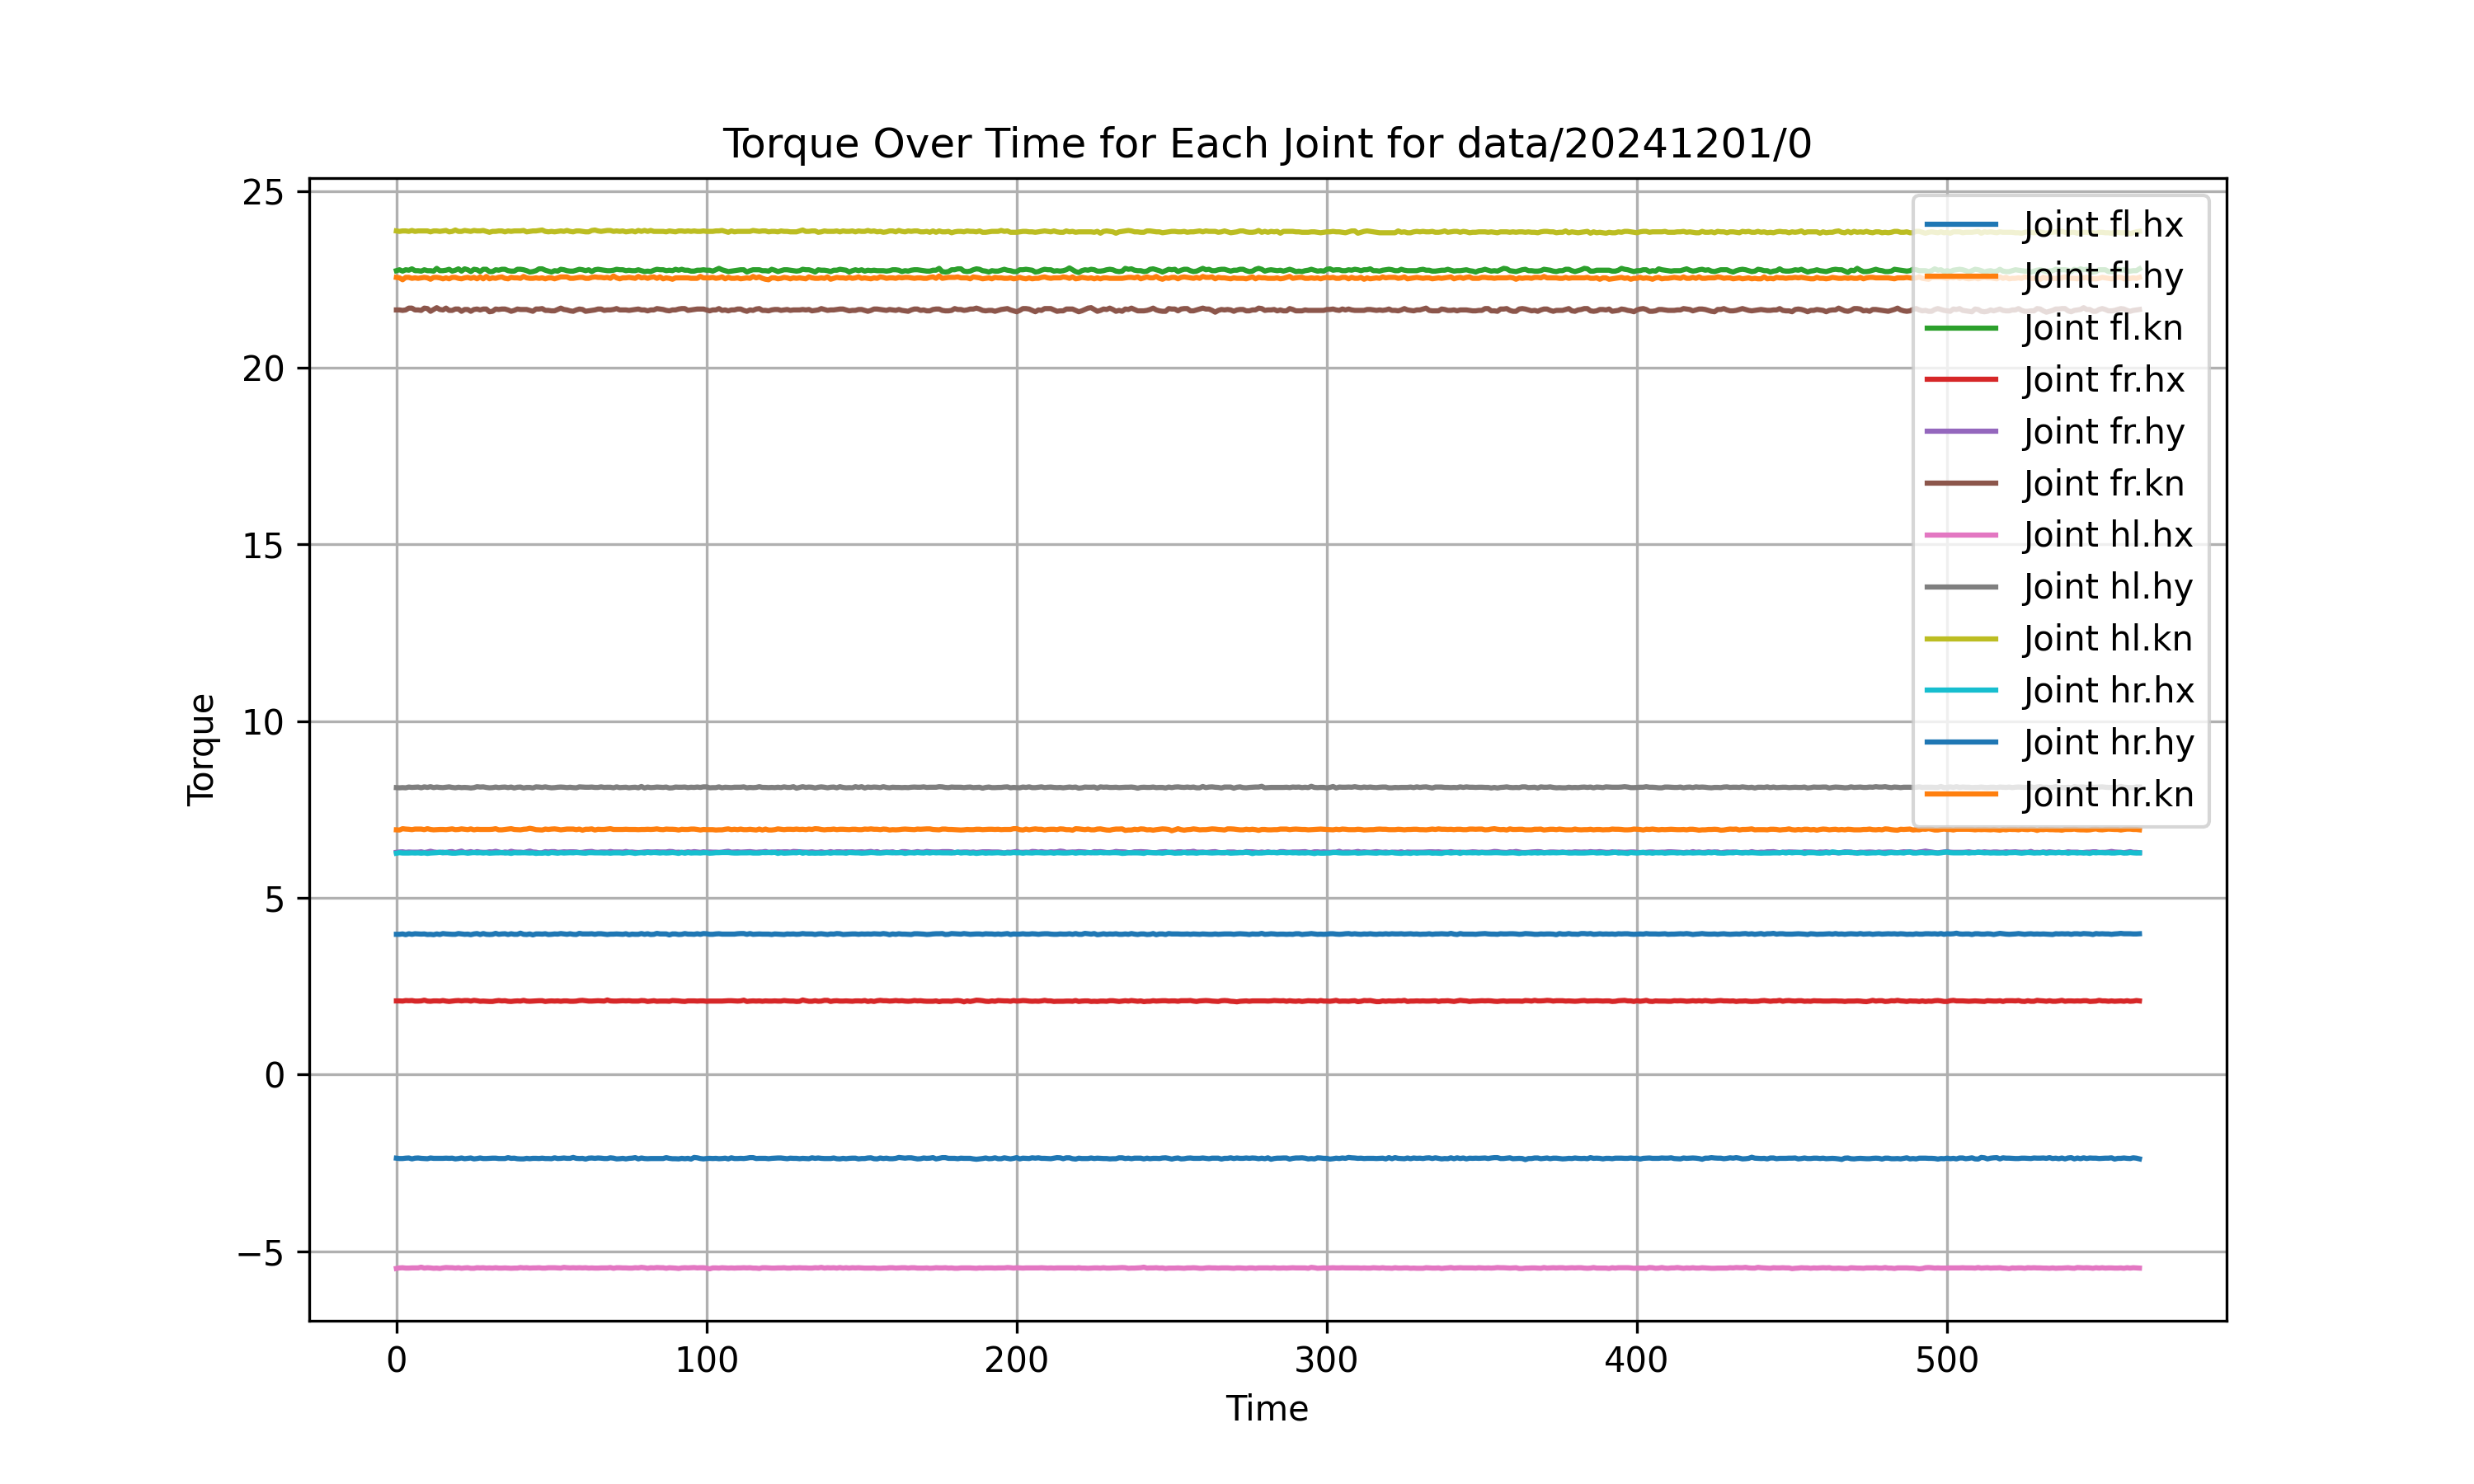 Torque Over Time for Each Joint for data/20241201/0
25
20
15
10
5
0
−5
Torque
0
100
200
300
400
500
Time
Joint fl.hx
Joint fl.hy
Joint fl.kn
Joint fr.hx
Joint fr.hy
Joint fr.kn
Joint hl.hx
Joint hl.hy
Joint hl.kn
Joint hr.hx
Joint hr.hy
Joint hr.kn